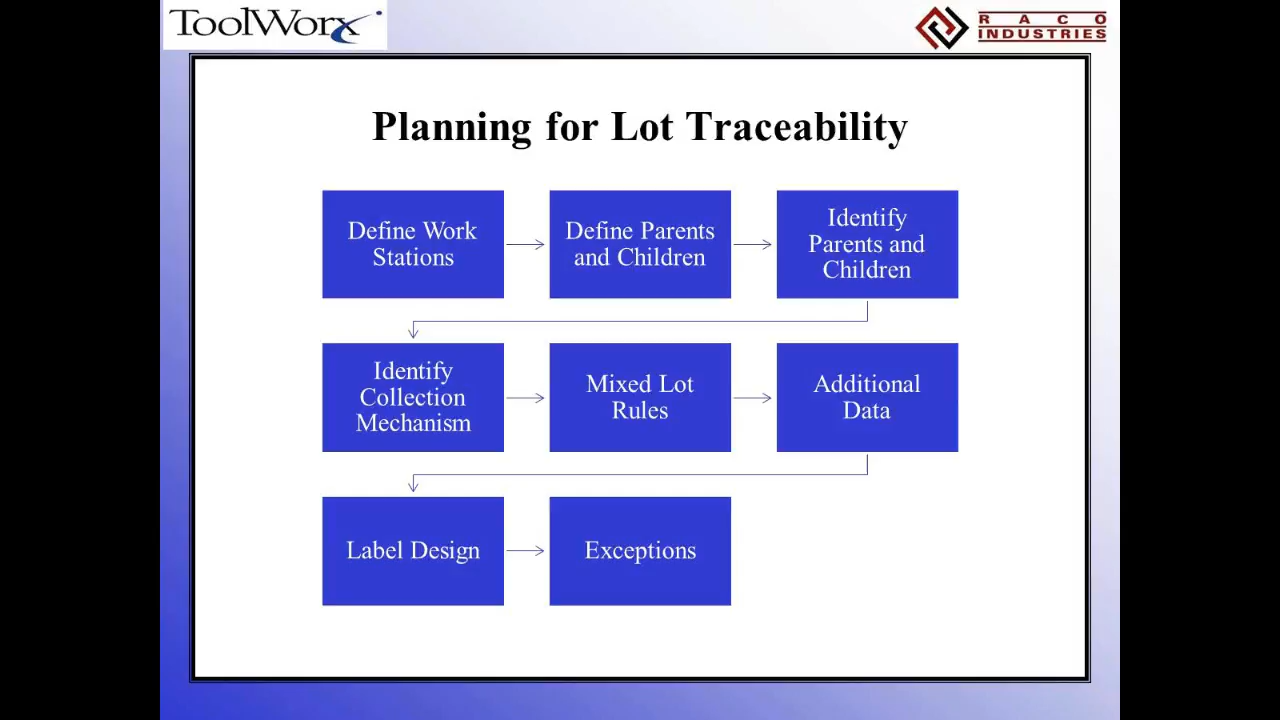 ToolWorx
RACO
INDUSTRIES
Planning for Lot Traceability
Define Work
Stations
Define Parents
and Children
Identify
Parents and
Children
Identify
Collection
Mechanism
Mixed Lot
Rules
Additional
Data
Label Design
Exceptions